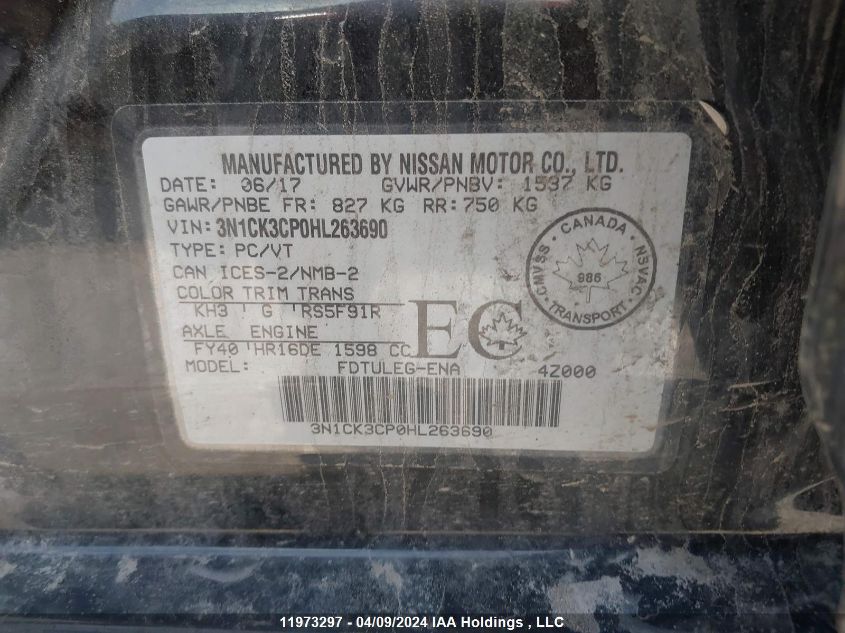 MANUFACTURED BY NISSAN MOTOR CO., LTD.
DATE: 06/17 GVWR/PNBV: 1537 KG
GAWR/PNBE FR: 827 KG RR:750 KG
VIN:3N1CK3CP0HL263690
TYPE: PC/VT
CAN ICES-2/NMB-2
COLOR TRIM TRANS
KH3 G RS5F91R
AXLE ENGINE
FY40 HR16DE 1598 CC
EC
MODEL: FDTULEG-ENA 4Z000
3N1CK3CP0HL263690
CANADA
CMVSS NSVAC
986
TRANSPORT
11973297 - 04/09/2024 IAA Holdings , LLC